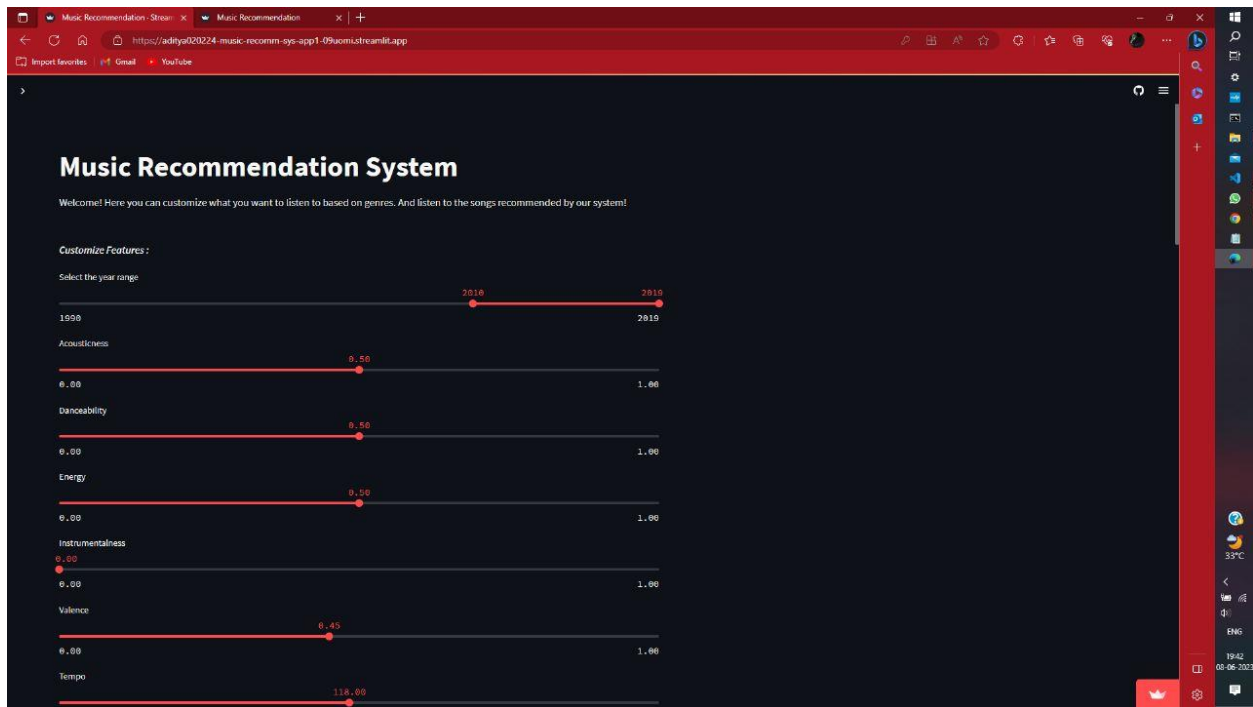 Music Recommendation - Stream
Music Recommendation
https://aditya020224-music-recomm-sys-app1-09uomi.streamlit.app
Import favorites
Gmail
YouTube
Music Recommendation System
Welcome! Here you can customize what you want to listen to based on genres. And listen to the songs recommended by our system!
Customize Features :
Select the year range
2010 2019
1990 2019
Acousticness
0.50
0.00 1.00
Danceability
0.50
0.00 1.00
Energy
0.50
0.00 1.00
Instrumentalness
0.00
0.00 1.00
Valence
0.45
0.00 1.00
Tempo
118.00
33°C
ENG
19:42
08-06-2023